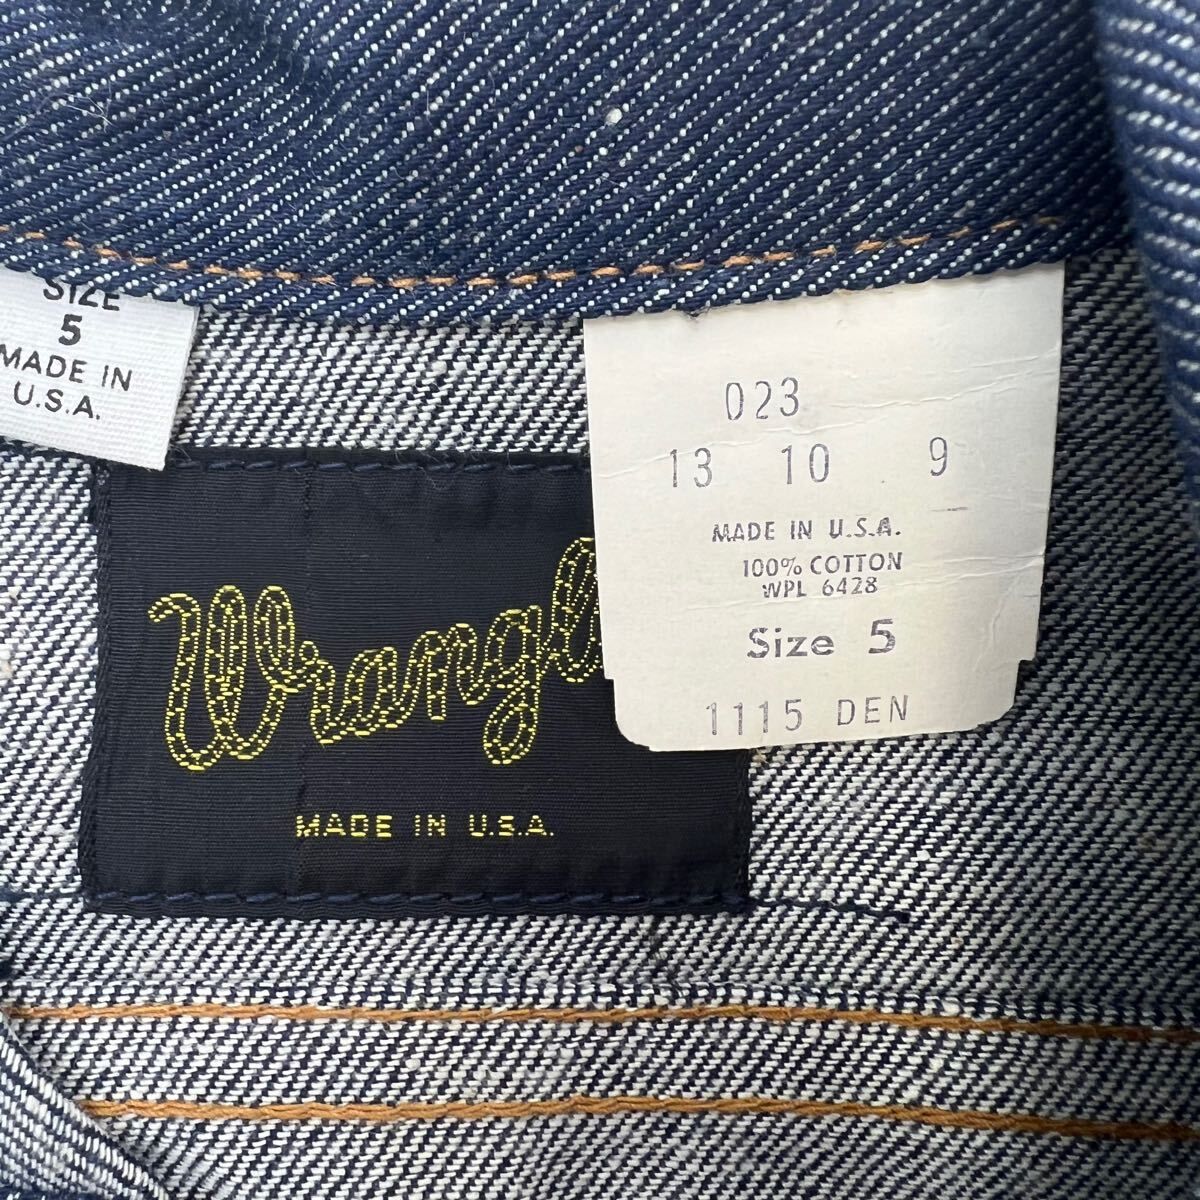 SIZE
5
MADE IN
U.S.A.
023
13 10 9
MADE IN U.S.A.
100% COTTON
WPL 6428
Size 5
1115 DEN
Wrangl
MADE IN U.S.A.